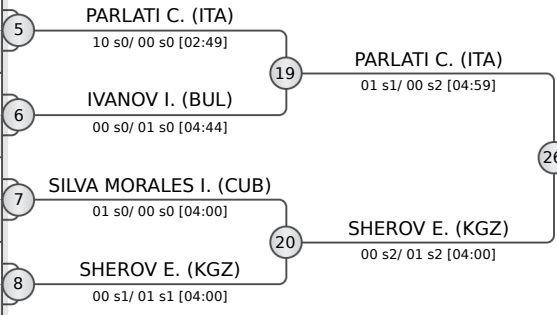 PARLATI C. (ITA)
5
10 s0/ 00 s0 [02:49]
19
PARLATI C. (ITA)
01 s1/ 00 s2 [04:59]
IVANOV I. (BUL)
6
00 s0/ 01 s0 [04:44]
26
SILVA MORALES I. (CUB)
7
01 s0/ 00 s0 [04:00]
20
SHEROV E. (KGZ)
00 s2/ 01 s2 [04:00]
SHEROV E. (KGZ)
8
00 s1/ 01 s1 [04:00]